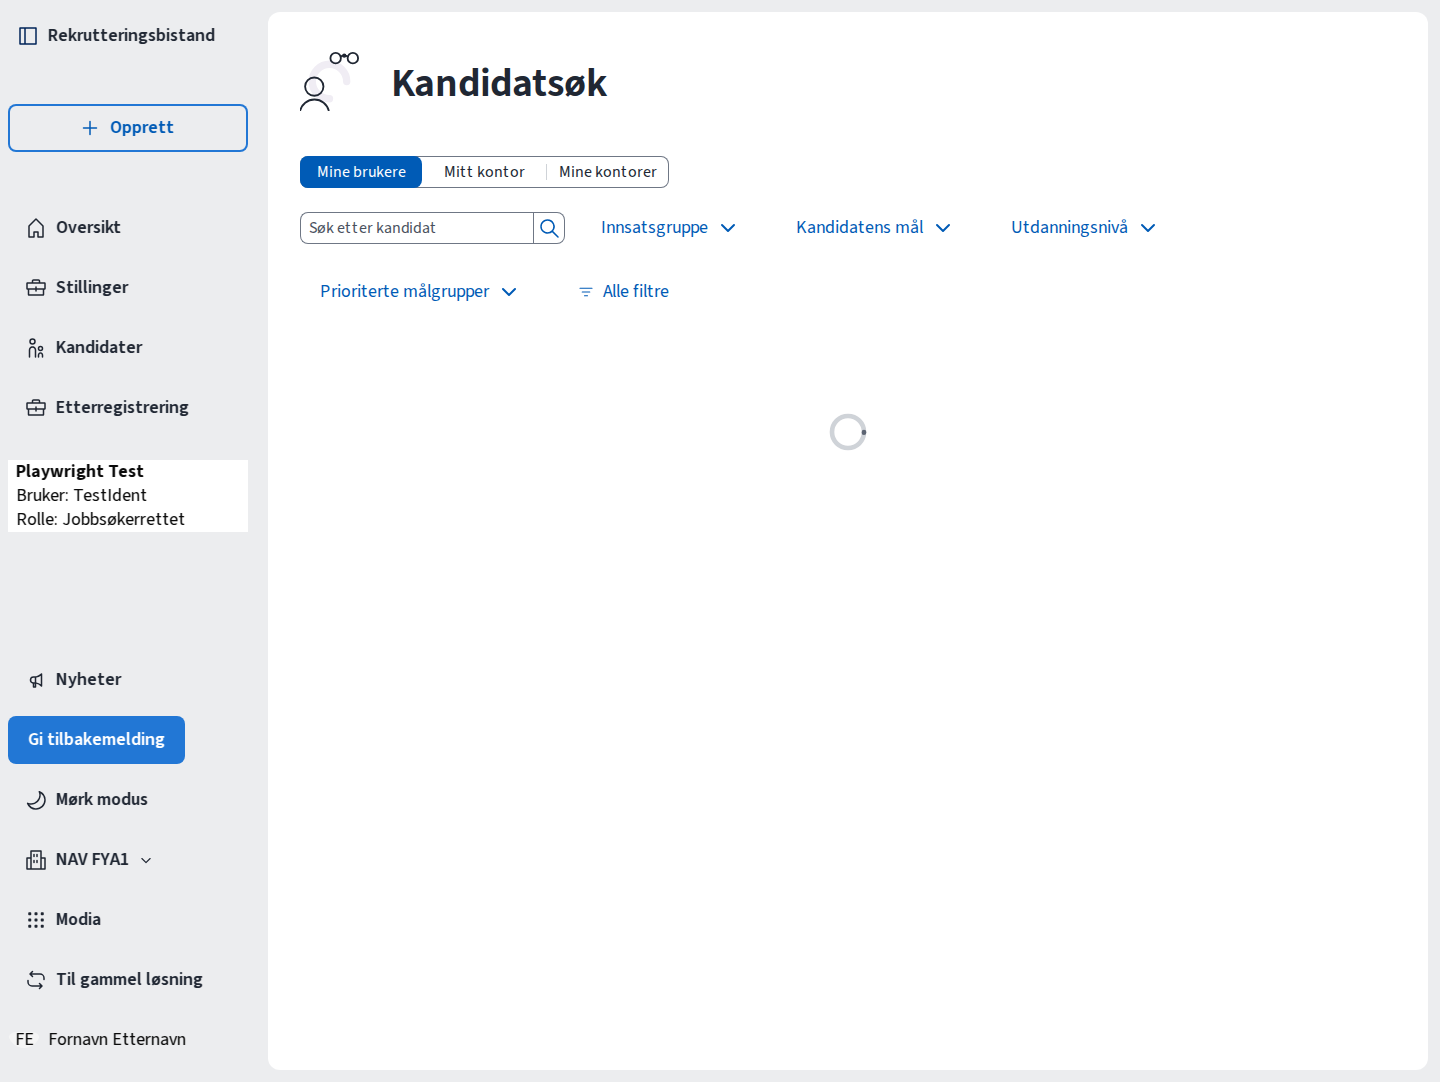 Rekrutteringsbistand
Opprett
Oversikt
Stillinger
Kandidater
Etterregistrering
Playwright Test
Bruker: TestIdent
Rolle: Jobbsøkerrettet
Nyheter
Gi tilbakemelding
Mørk modus
NAV FYA1
Modia
Til gammel løsning
FE Fornavn Etternavn
Kandidatsøk
Mine brukere Mitt kontor Mine kontorer
Søk etter kandidat Innsatsgruppe Kandidatens mål Utdanningsnivå
Prioriterte målgrupper Alle filtre